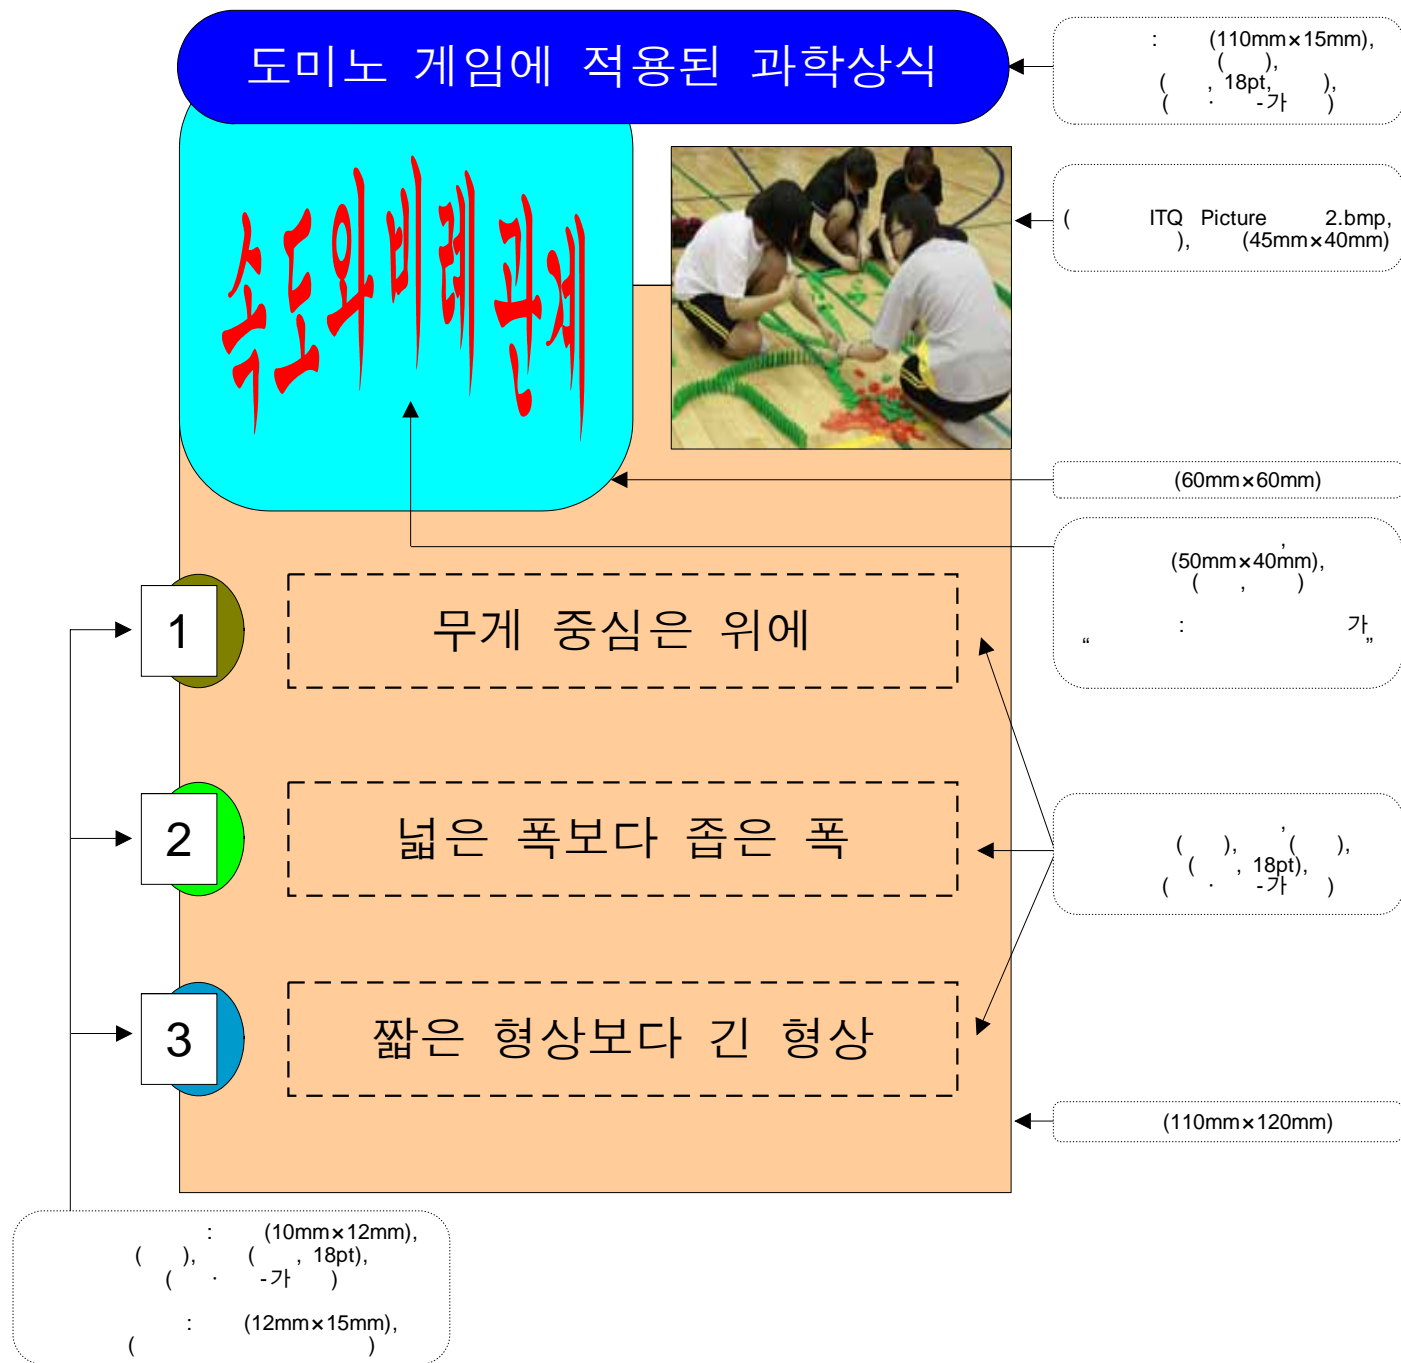 도미노 게임에 적용된 과학상식
: (110mm×15mm),
( ),
( , 18pt, ),
( · -가 )
속도와 비례 관계
( ITQ Picture 2.bmp,
), (45mm×40mm)
(60mm×60mm)
,
(50mm×40mm),
( , )
: 가
“ ”
1
무게 중심은 위에
2
넓은 폭보다 좁은 폭
,
( ), ( ),
( , 18pt),
( · -가 )
3
짧은 형상보다 긴 형상
(110mm×120mm)
: (10mm×12mm),
( ), ( , 18pt),
( · -가 )
: (12mm×15mm),
( )